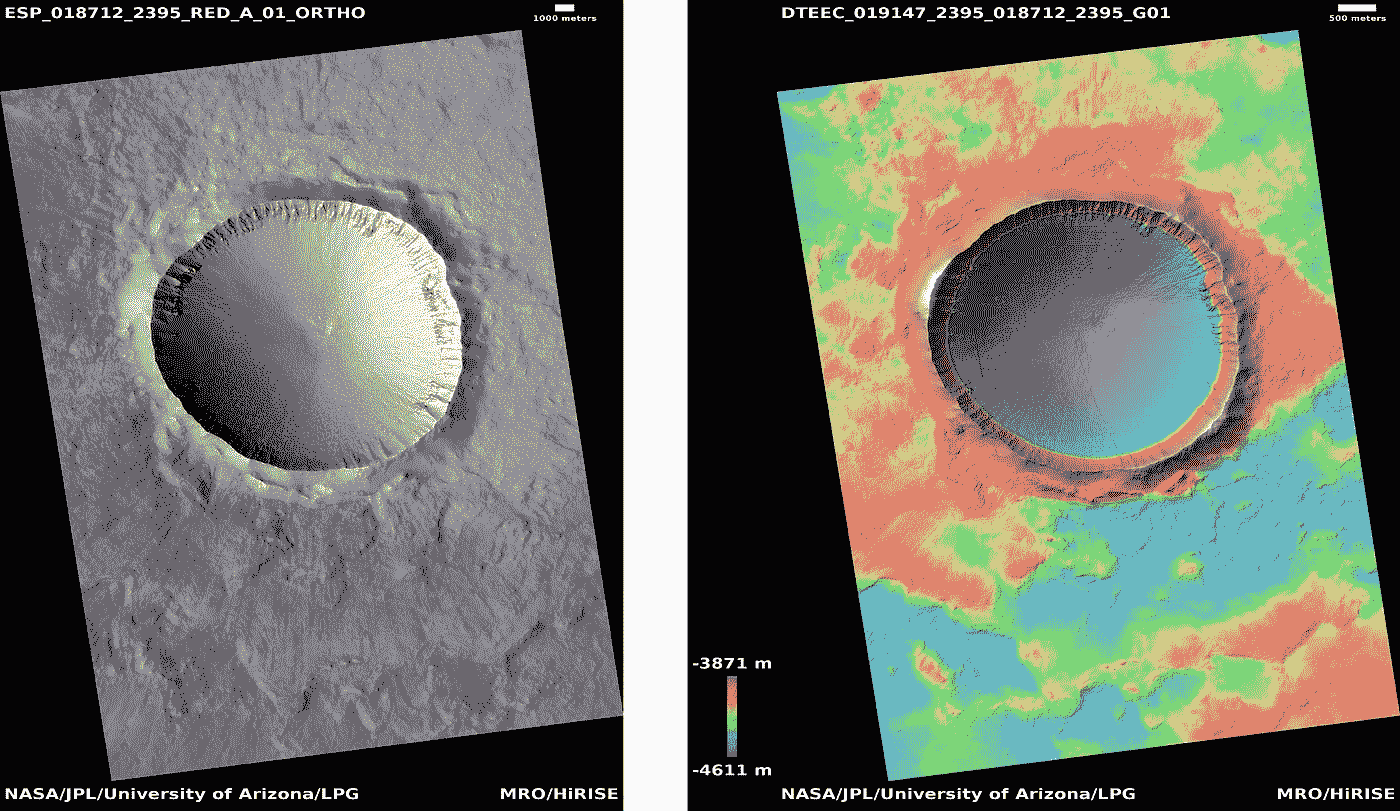 ESP_018712_2395_RED_A_01_ORTHO
1000 meters
DTEEC_019147_2395_018712_2395_G01
500 meters
-3871 m
-4611 m
NASA/JPL/University of Arizona/LPG
MRO/HiRISE
NASA/JPL/University of Arizona/LPG
MRO/HiRISE